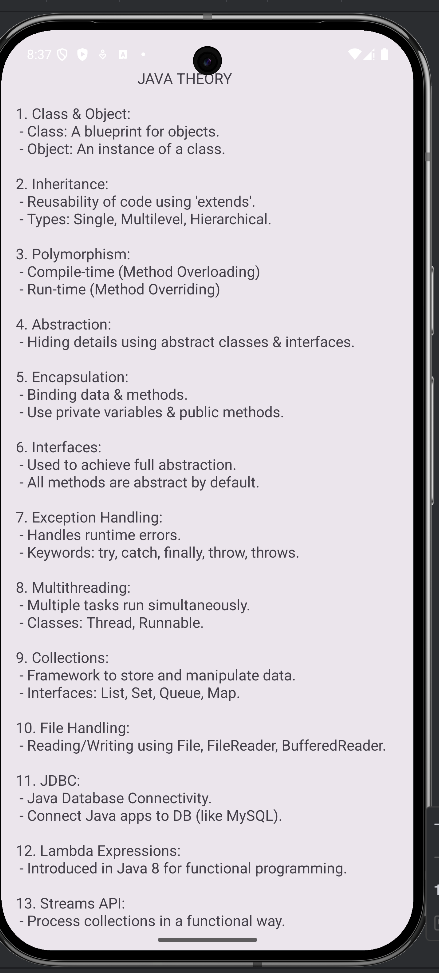 8:37
JAVA THEORY
1. Class & Object:
- Class: A blueprint for objects.
- Object: An instance of a class.
2. Inheritance:
- Reusability of code using 'extends'.
- Types: Single, Multilevel, Hierarchical.
3. Polymorphism:
- Compile-time (Method Overloading)
- Run-time (Method Overriding)
4. Abstraction:
- Hiding details using abstract classes & interfaces.
5. Encapsulation:
- Binding data & methods.
- Use private variables & public methods.
6. Interfaces:
- Used to achieve full abstraction.
- All methods are abstract by default.
7. Exception Handling:
- Handles runtime errors.
- Keywords: try, catch, finally, throw, throws.
8. Multithreading:
- Multiple tasks run simultaneously.
- Classes: Thread, Runnable.
9. Collections:
- Framework to store and manipulate data.
- Interfaces: List, Set, Queue, Map.
10. File Handling:
- Reading/Writing using File, FileReader, BufferedReader.
11. JDBC:
- Java Database Connectivity.
- Connect Java apps to DB (like MySQL).
12. Lambda Expressions:
- Introduced in Java 8 for functional programming.
13. Streams API:
- Process collections in a functional way.